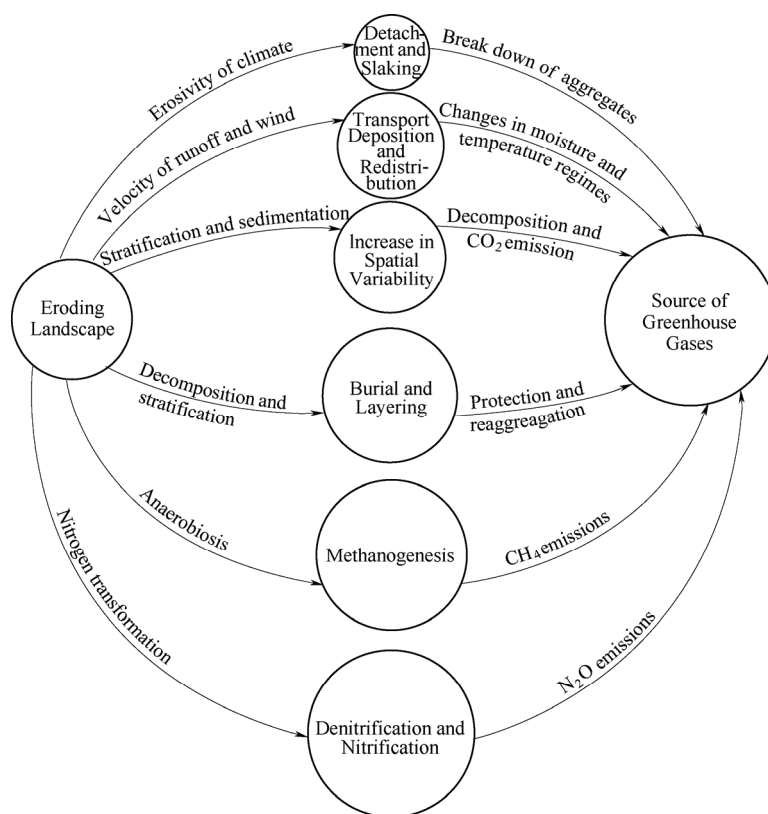 Detach-
ment and
Slaking
Erosivity of climate
Break down of aggregates
Transport
Deposition
and
Redistri-
bution
Velocity of runoff and wind
Changes in moisture and
temperature regimes
Stratification and sedimentation
Increase in
Spatial
Variability
Decomposition and
CO₂ emission
Eroding
Landscape
Source of
Greenhouse
Gases
Decomposition and
stratification
Burial and
Layering
Protection and
reaggreagation
Anaerobiosis
Methanogenesis
CH₄ emissions
Nitrogen transformation
Denitrification and
Nitrification
N₂O emissions